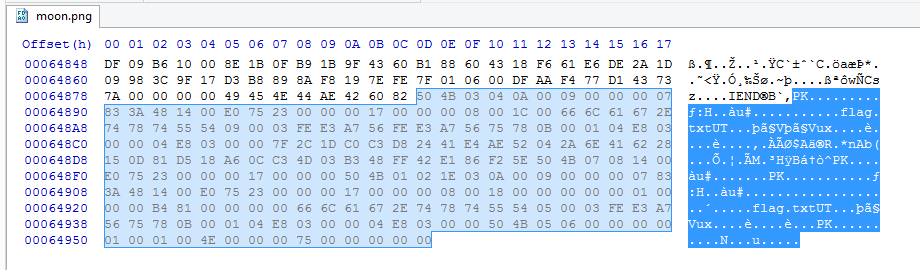 moon.png
Offset(h) 00 01 02 03 04 05 06 07 08 09 0A 0B 0C 0D 0E 0F 10 11 12 13 14 15 16 17
00064848 DF 09 B6 10 00 8E 1B 0F B9 1B 9F 43 60 B1 88 60 43 18 F6 61 E6 DE 2A 1D ß.¶..Ž..¹.ŸC`±ˆ`C.öaæÞ*.
00064860 09 98 3C 9F 17 D3 B8 89 8A F8 19 7E FE 7F 01 06 00 DF AA F4 77 D1 43 73 .˜<Ÿ.Ó¸‰Šø.~þ....ßªôwÑCs
00064878 7A 00 00 00 00 49 45 4E 44 AE 42 60 82 50 4B 03 04 0A 00 09 00 00 00 07 z....IEND®B`‚PK.........
00064890 83 3A 48 14 00 E0 75 23 00 00 00 17 00 00 00 08 00 1C 00 66 6C 61 67 2E ƒ:H..àu#...........flag.
000648A8 74 78 74 55 54 09 00 03 FE E3 A7 56 FE E3 A7 56 75 78 0B 00 01 04 E8 03 txtUT...þã§Vþã§Vux....è.
000648C0 00 00 04 E8 03 00 00 7F 2C 1D C0 C3 D8 24 41 E4 AE 52 04 2A 6E 41 62 28 ...è....,.ÀÃØ$Aä®R.*nAb(
000648D8 15 0D 81 D5 18 A6 0C C3 4D 03 B3 48 FF 42 E1 86 F2 5E 50 4B 07 08 14 00 ...Õ.¦.ÃM.³HÿBá†ò^PK....
000648F0 E0 75 23 00 00 00 17 00 00 00 50 4B 01 02 1E 03 0A 00 09 00 00 00 07 83 àu#.......PK...........ƒ
00064908 3A 48 14 00 E0 75 23 00 00 00 17 00 00 00 08 00 18 00 00 00 00 00 01 00 :H..àu#.................
00064920 00 00 B4 81 00 00 00 00 66 6C 61 67 2E 74 78 74 55 54 05 00 03 FE E3 A7 ..´.....flag.txtUT...þã§
00064938 56 75 78 0B 00 01 04 E8 03 00 00 04 E8 03 00 00 50 4B 05 06 00 00 00 00 Vux....è....è...PK......
00064950 01 00 01 00 4E 00 00 00 75 00 00 00 00 00 ....N...u.....